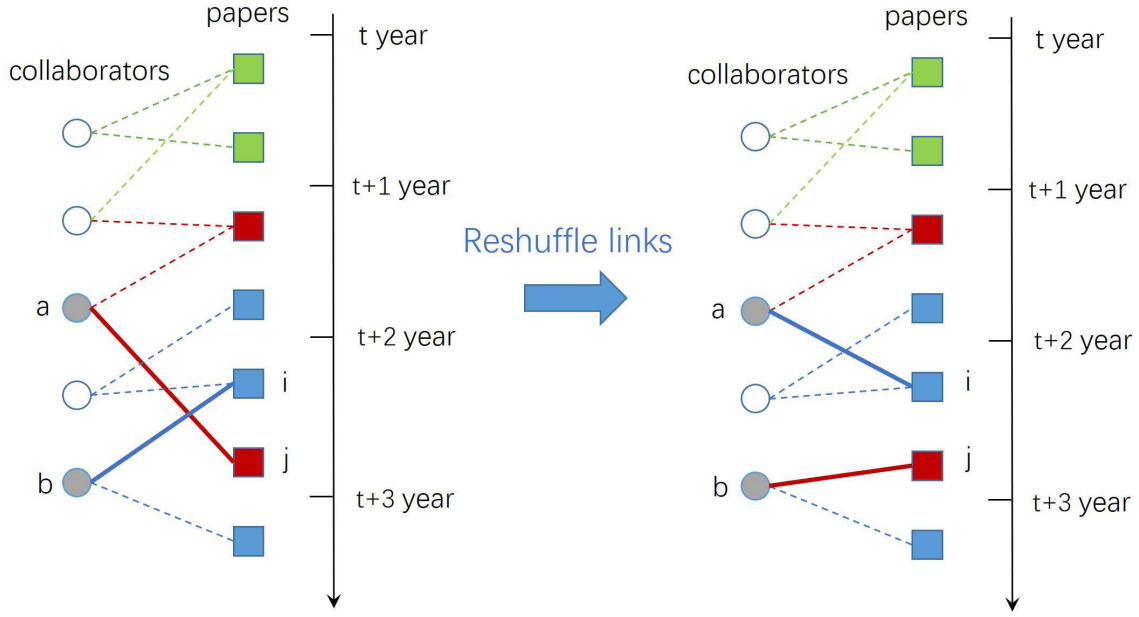 papers
t year
collaborators
t+1 year
a
t+2 year
i
j
b
t+3 year
Reshuffle links
papers
t year
collaborators
t+1 year
a
t+2 year
i
j
b
t+3 year